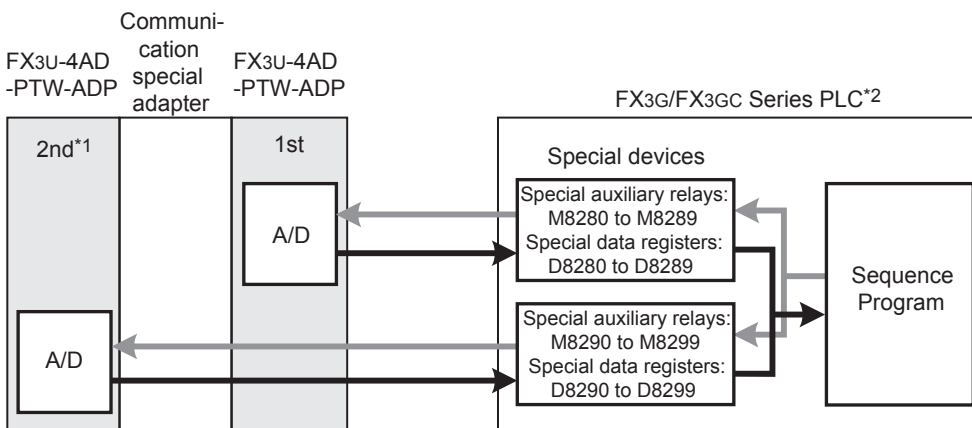 FX3U-4AD
-PTW-ADP
Communi-
cation
special
adapter
FX3U-4AD
-PTW-ADP
FX3G/FX3GC Series PLC*2
2nd*1
1st
Special devices
A/D
Special auxiliary relays:
M8280 to M8289
Special data registers:
D8280 to D8289
Sequence
Program
A/D
Special auxiliary relays:
M8290 to M8299
Special data registers:
D8290 to D8299